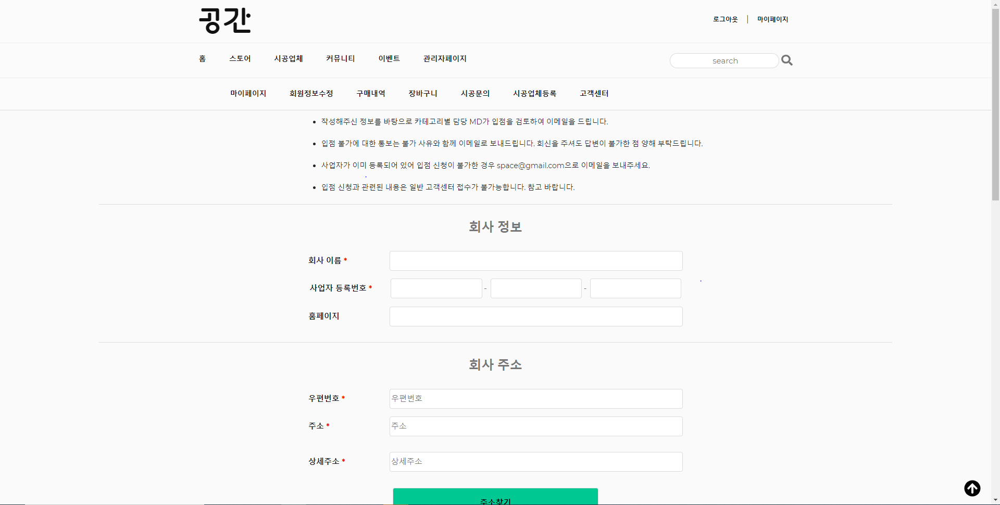 공간
로그아웃 | 마이페이지
홈 스토어 시공업체 커뮤니티 이벤트 관리자페이지 search
마이페이지 회원정보수정 구매내역 장바구니 시공문의 시공업체등록 고객센터
• 작성해주신 정보를 바탕으로 카테고리별 담당 MD가 입점을 검토하여 이메일을 드립니다.
• 입점 불가에 대한 통보는 불가 사유와 함께 이메일로 보내드립니다. 회신을 주셔도 답변이 불가한 점 양해 부탁드립니다.
• 사업자가 이미 등록되어 있어 입점 신청이 불가한 경우 space@gmail.com으로 이메일을 보내주세요.
• 입점 신청과 관련된 내용은 일반 고객센터 접수가 불가능합니다. 참고 바랍니다.
회사 정보
회사 이름 *
사업자 등록번호 * - -
홈페이지
회사 주소
우편번호 * 우편번호
주소 * 주소
상세주소 * 상세주소
주소찾기